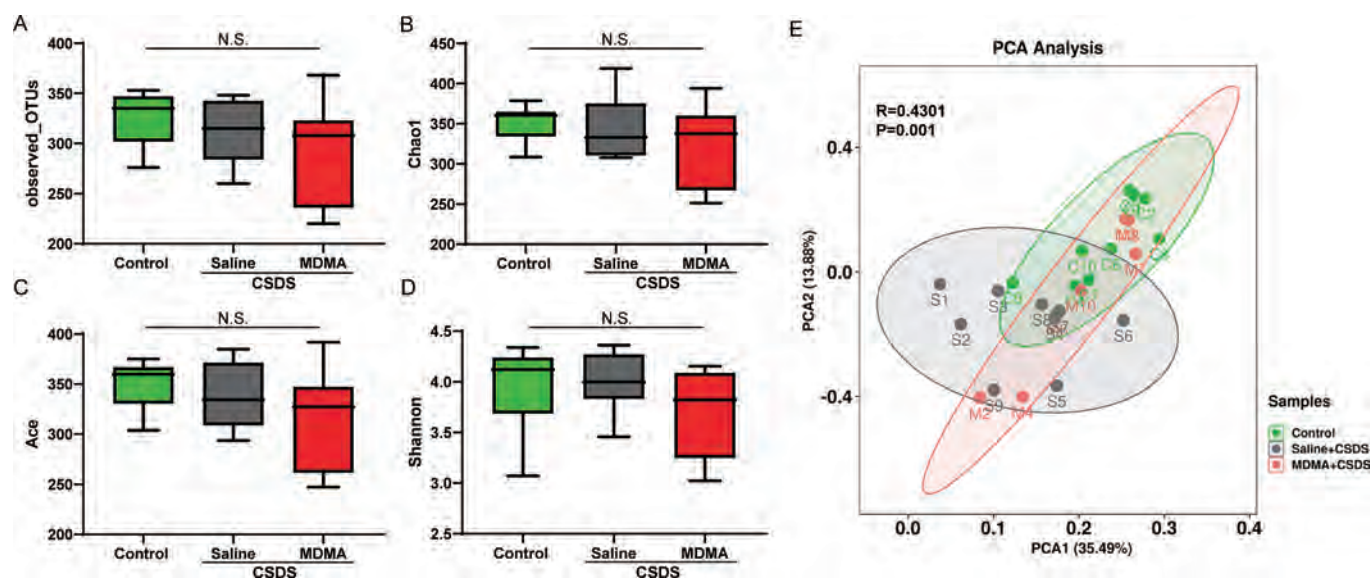 A
N.S.
observed_OTUs
400
350
300
250
200
Control
Saline
MDMA
CSDS
B
N.S.
Chao1
450
400
350
300
250
200
Control
Saline
MDMA
CSDS
C
N.S.
Ace
400
350
300
250
200
Control
Saline
MDMA
CSDS
D
N.S.
Shannon
5.0
4.5
4.0
3.5
3.0
2.5
Control
Saline
MDMA
CSDS
E
PCA Analysis
R=0.4301
P=0.001
PCA2 (13.88%)
0.4
0.0
-0.4
C10
C6
M10
S1
S3
S2
S8
S6
S9
S5
M2
M4
0.0
0.1
0.2
0.3
0.4
PCA1 (35.49%)
Samples
Control
Saline+CSDS
MDMA+CSDS